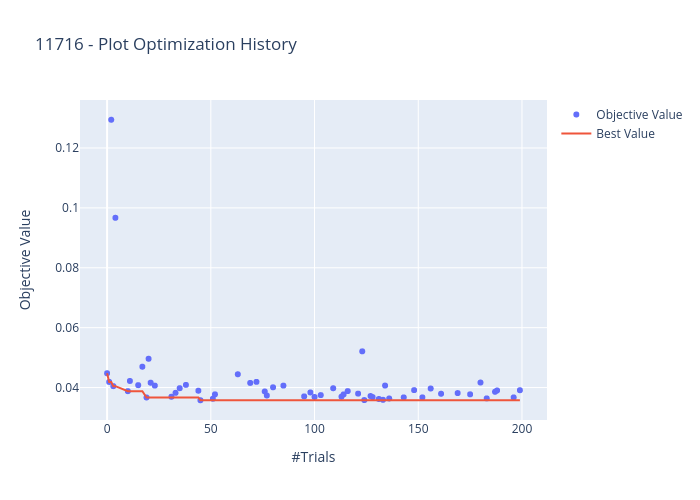 11716 - Plot Optimization History
Objective Value
Best Value
0.12
0.1
0.08
0.06
0.04
Objective Value
0
50
100
150
200
#Trials